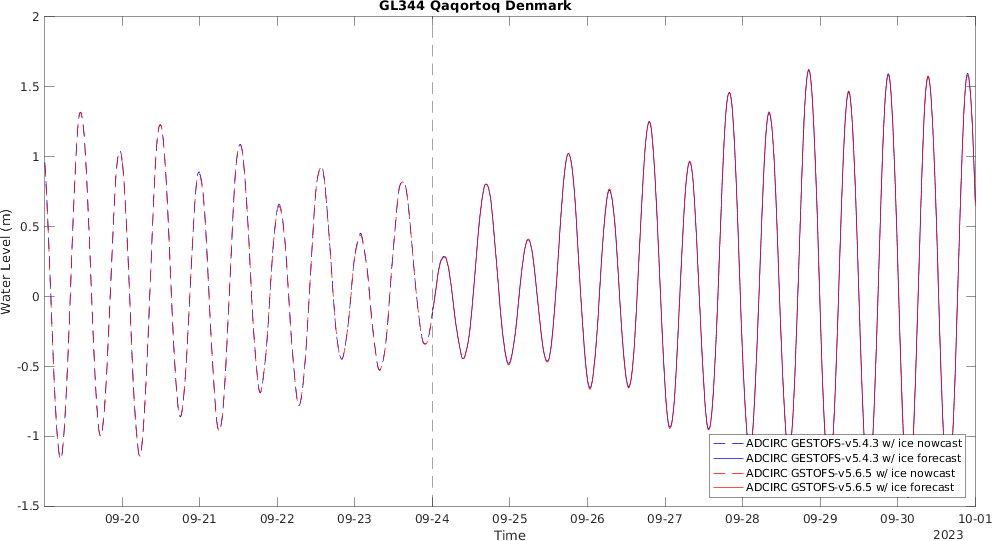 GL344 Qaqortoq Denmark
2
1.5
1
0.5
0
-0.5
-1
-1.5
Water Level (m)
ADCIRC GESTOFS-v5.4.3 w/ ice nowcast
ADCIRC GESTOFS-v5.4.3 w/ ice forecast
ADCIRC GSTOFS-v5.6.5 w/ ice nowcast
ADCIRC GSTOFS-v5.6.5 w/ ice forecast
09-20 09-21 09-22 09-23 09-24 09-25 09-26 09-27 09-28 09-29 09-30 10-01
Time
2023